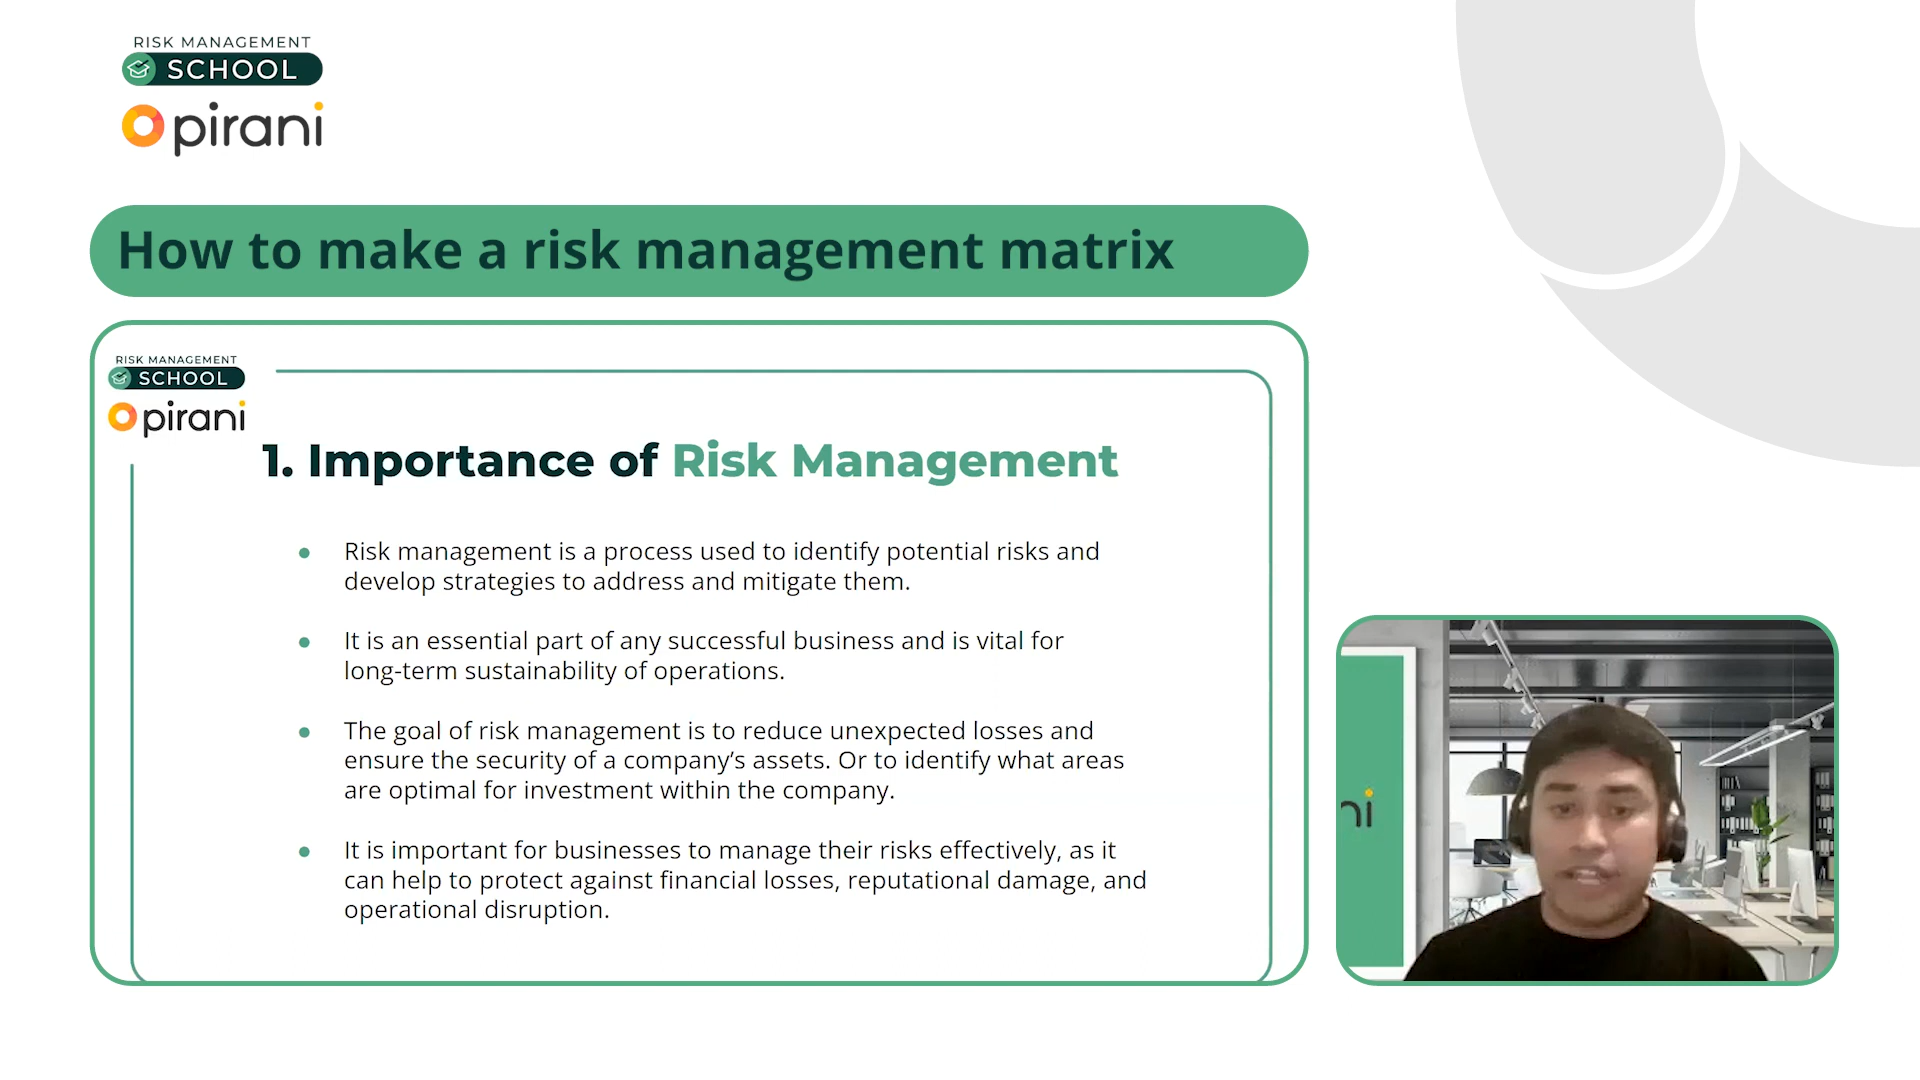 RISK MANAGEMENT
SCHOOL
pirani
How to make a risk management matrix
RISK MANAGEMENT
SCHOOL
pirani
1. Importance of Risk Management
Risk management is a process used to identify potential risks and
develop strategies to address and mitigate them.
It is an essential part of any successful business and is vital for
long-term sustainability of operations.
The goal of risk management is to reduce unexpected losses and
ensure the security of a company’s assets. Or to identify what areas
are optimal for investment within the company.
It is important for businesses to manage their risks effectively, as it
can help to protect against financial losses, reputational damage, and
operational disruption.
ni